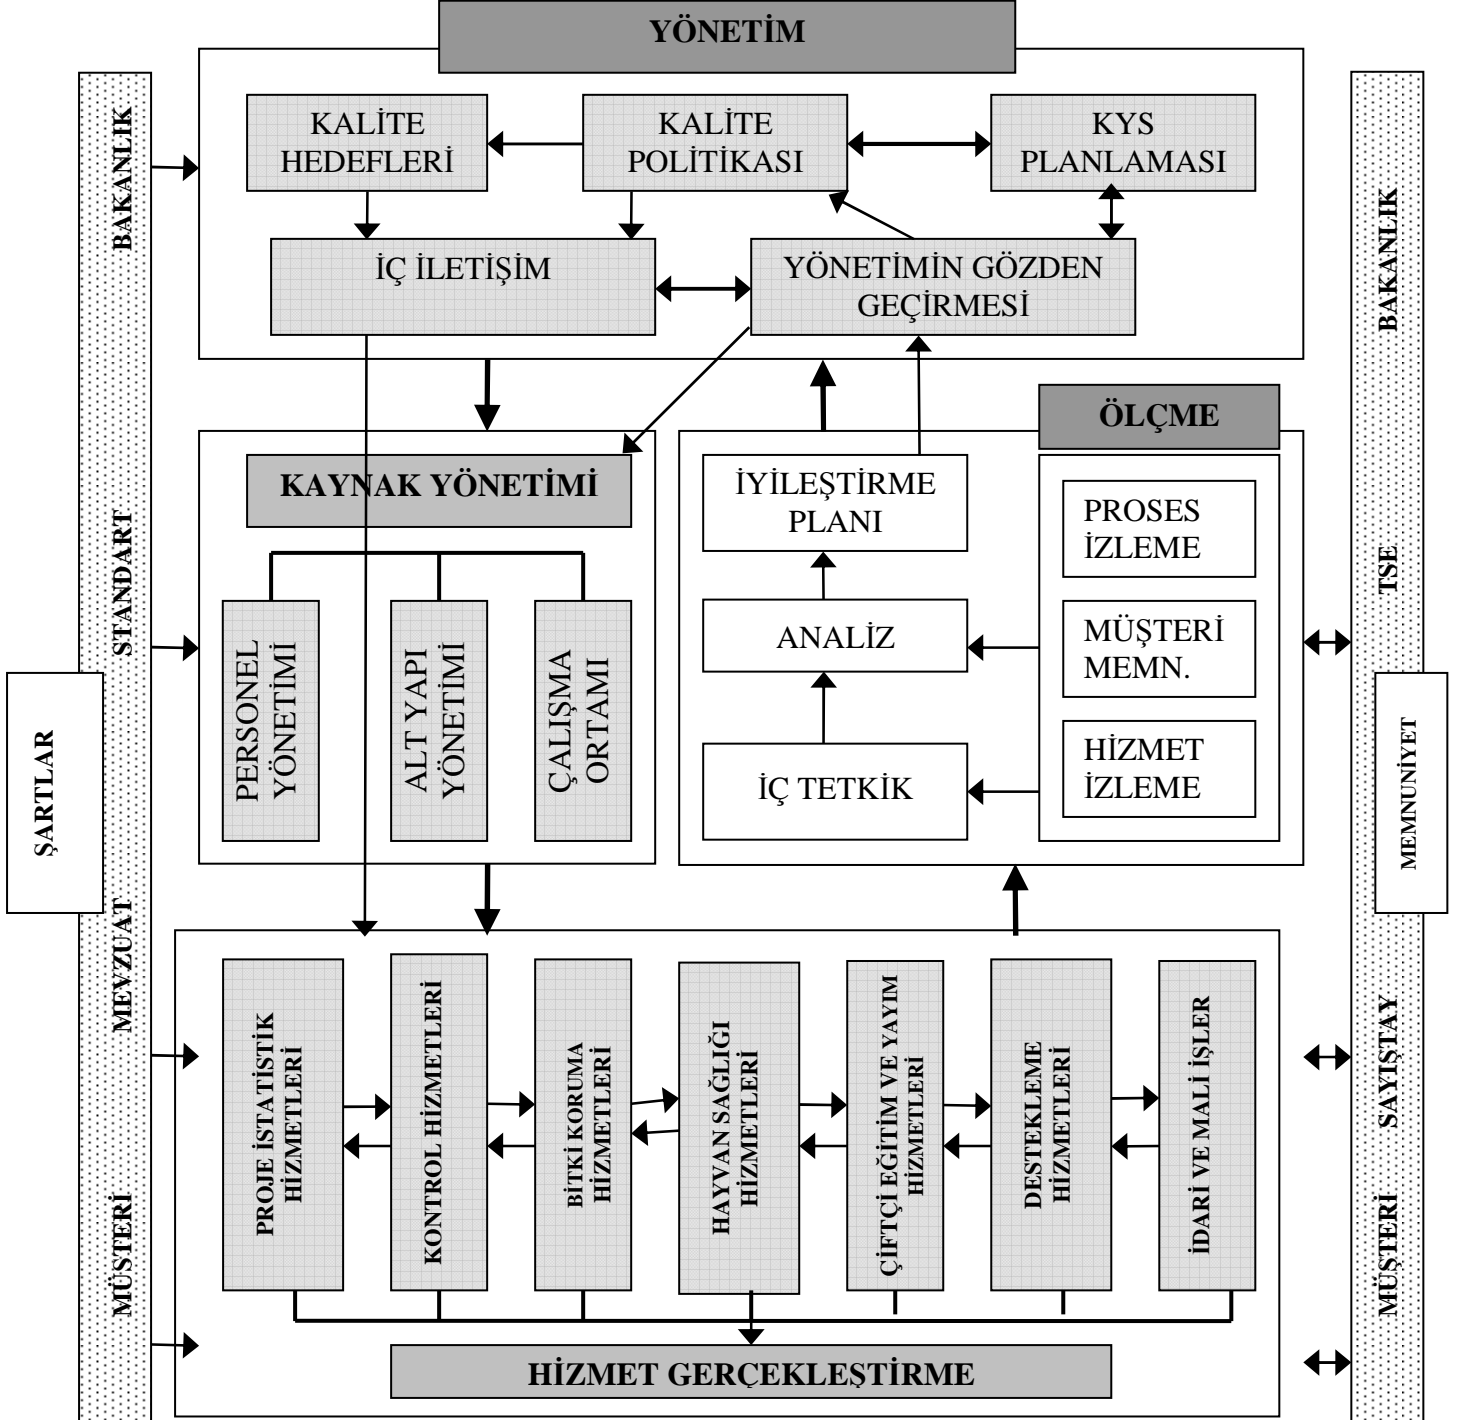 YÖNETİM
KALİTE
HEDEFLERİ
KALİTE
POLİTİKASI
KYS
PLANLAMASI
İÇ İLETİŞİM
YÖNETİMİN GÖZDEN
GEÇİRMESİ
BAKANLIK
STANDART
MEVZUAT
MÜSTERİ
ŞARTLAR
KAYNAK YÖNETİMİ
PERSONEL
YÖNETİMİ
ALT YAPI
YÖNETİMİ
ÇALIŞMA
ORTAMI
ÖLÇME
İYİLEŞTİRME
PLANI
ANALİZ
İÇ TETKİK
PROSES
İZLEME
MÜŞTERİ
MEMN.
HİZMET
İZLEME
BAKANLIK
TSE
SAYIŞTAY
MÜŞTERİ
MEMNUNİYET
PROJE İSTATİSTİK
HİZMETLERİ
KONTROL HİZMETLERİ
BİTKİ KORUMA
HİZMETLERİ
HAYVAN SAĞLIĞI
HİZMETLERİ
ÇİFTÇİ EĞİTİM VE YAYIM
HİZMETLERİ
DESTEKLEME
HİZMETLERİ
İDARİ VE MALİ İŞLER
HİZMET GERÇEKLEŞTİRME